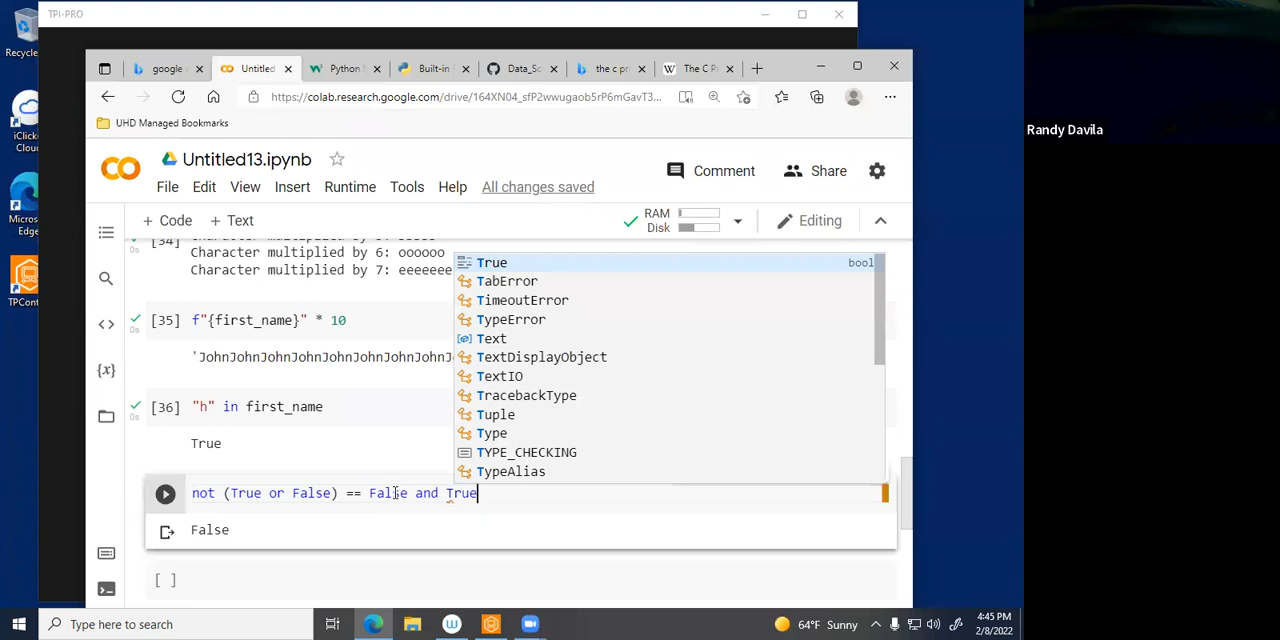 TPI-PRO
Recycle
google c
Untitled
Python I
Built-in
Data_Sc
the c pr
The C P
https://colab.research.google.com/drive/164XN04_sfP2wwugaob5rP6mGavT3...
UHD Managed Bookmarks
Randy Davila
iClicke
Cloud
Untitled13.ipynb
Comment
Share
File Edit View Insert Runtime Tools Help All changes saved
Micros
Edge
+ Code + Text
RAM
Disk
Editing
[34]
Character multiplied by 6: oooooo
Character multiplied by 7: eeeeeee
TPCont
True bool
TabError
TimeoutError
[35] f"{first_name}" * 10
TypeError
Text
'JohnJohnJohnJohnJohnJohnJohnJohnJ
TextDisplayObject
TextIO
TracebackType
[36] "h" in first_name
Tuple
Type
True
TYPE_CHECKING
TypeAlias
not (True or False) == False and True
False
[ ]
Type here to search
64°F Sunny
4:45 PM
2/8/2022